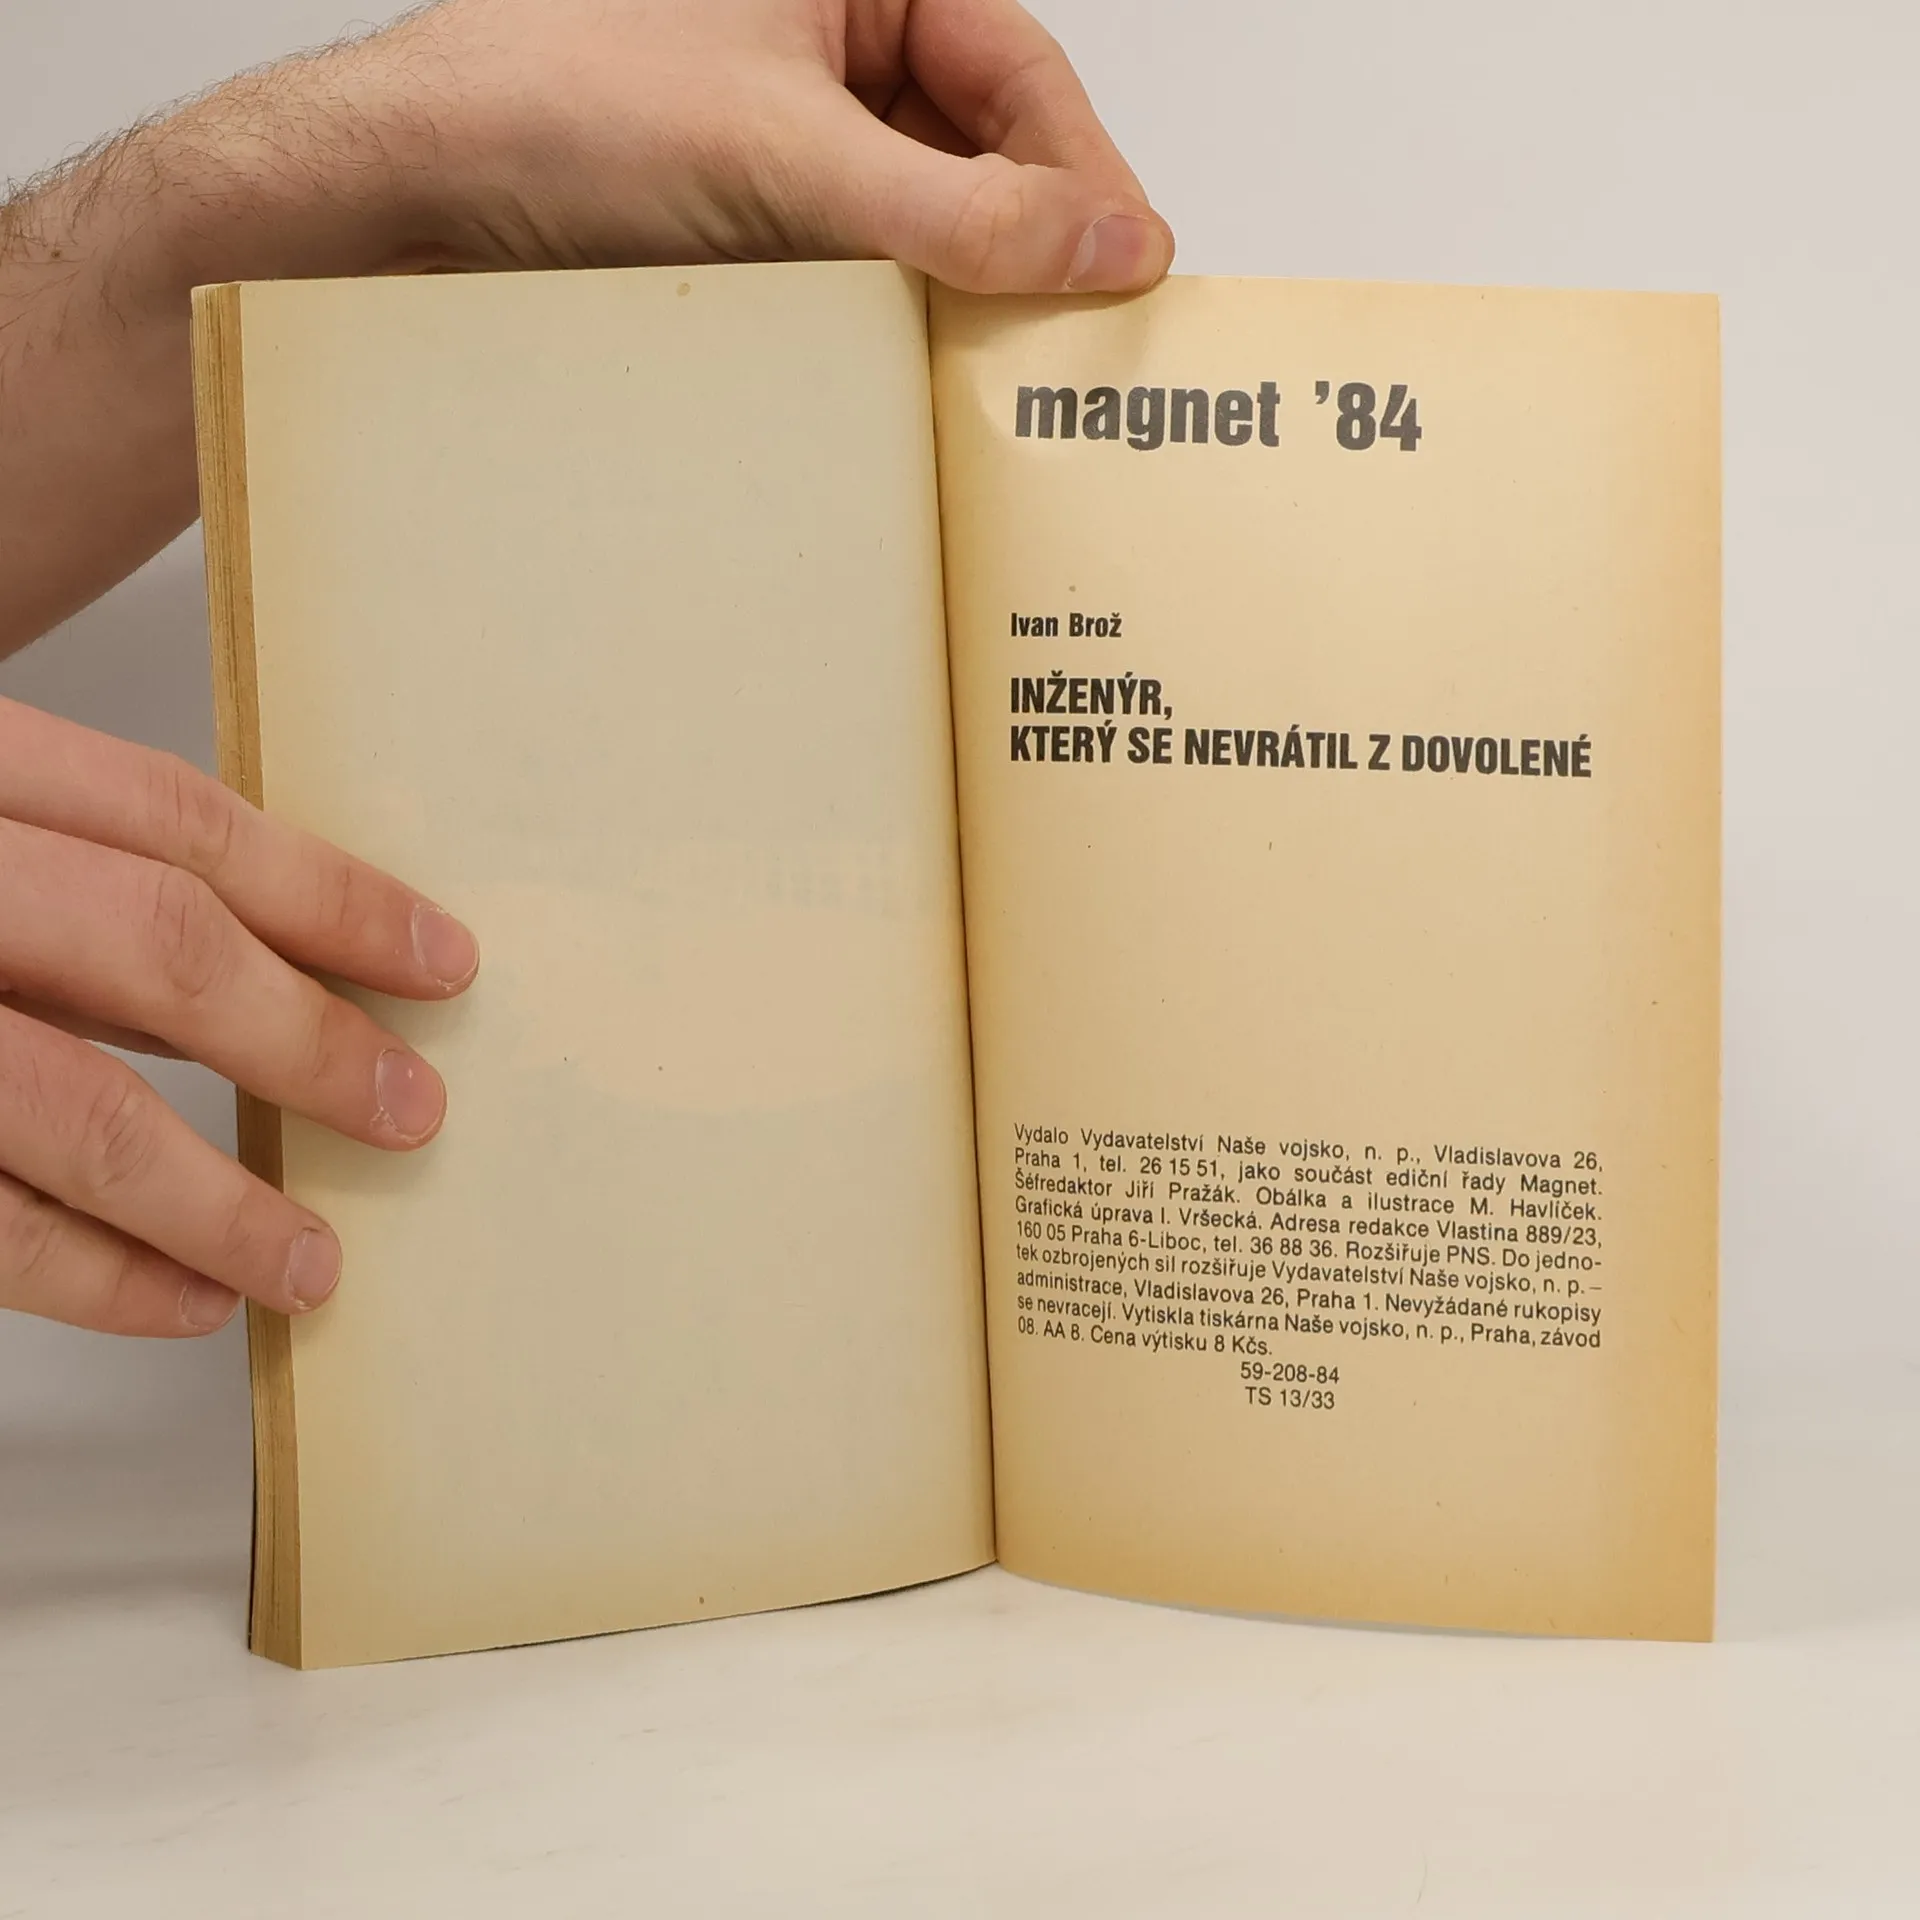 magnet ’84
Ivan Brož
INŽENÝR,
KTERÝ SE NEVRÁTIL Z DOVOLENÉ
Vydalo Vydavatelství Naše vojsko, n. p., Vladislavova 26,
Praha 1, tel. 26 15 51, jako součást ediční řady Magnet.
Šéfredaktor Jiří Pražák. Obálka a ilustrace M. Havlíček.
Grafická úprava I. Vršecká. Adresa redakce Vlastina 889/23,
160 05 Praha 6-Liboc, tel. 36 88 36. Rozšiřuje PNS. Do jedno-
tek ozbrojených sil rozšiřuje Vydavatelství Naše vojsko, n. p. –
administrace, Vladislavova 26, Praha 1. Nevyžádané rukopisy
se nevracejí. Vytiskla tiskárna Naše vojsko, n. p., Praha, závod
08. AA 8. Cena výtisku 8 Kčs.
59-208-84
TS 13/33